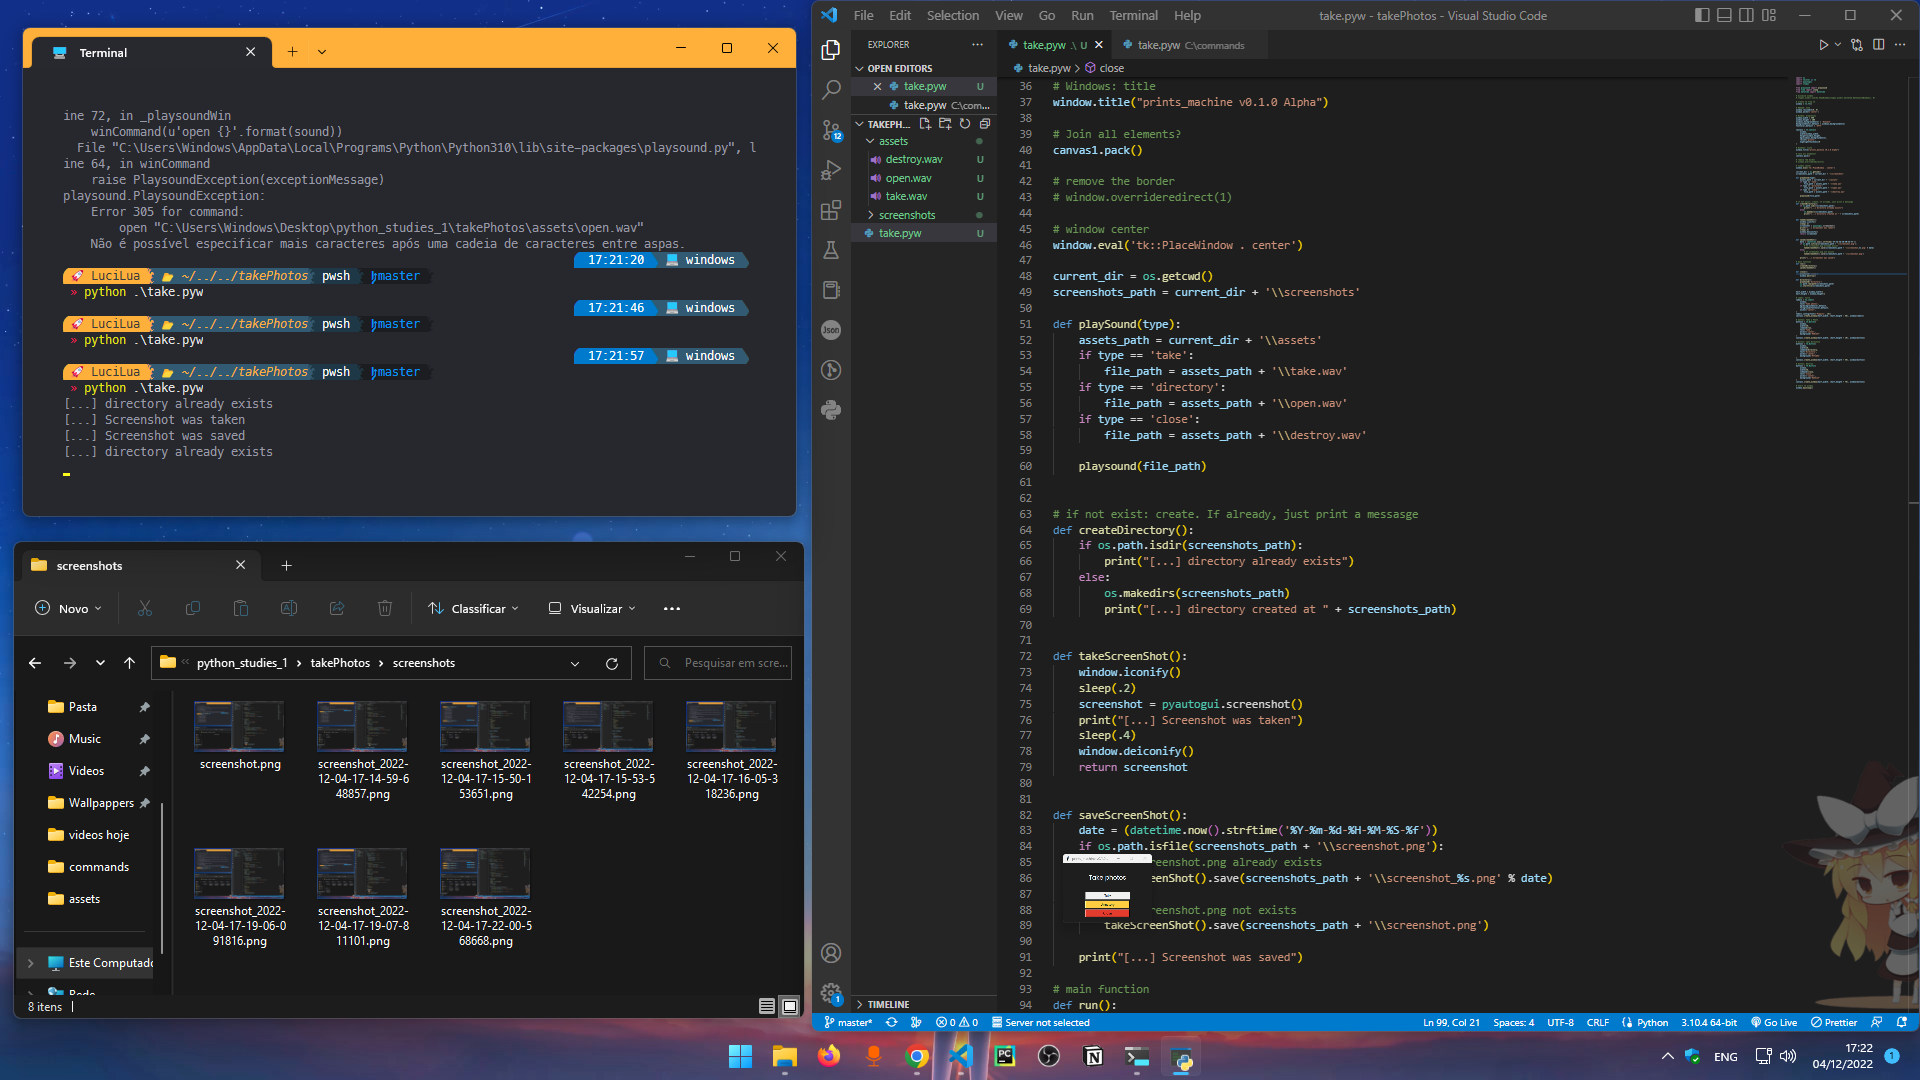 Terminal
ine 72, in _playsoundWin
winCommand(u'open {}'.format(sound))
File "C:\Users\Windows\AppData\Local\Programs\Python\Python310\lib\site-packages\playsound.py", l
ine 64, in winCommand
raise PlaysoundException(exceptionMessage)
playsound.PlaysoundException:
Error 305 for command:
open "C:\Users\Windows\Desktop\python_studies_1\takePhotos\assets\open.wav"
Não é possível especificar mais caracteres após uma cadeia de caracteres entre aspas.
17:21:20 windows
LuciLua ~/../../takePhotos pwsh master
» python .\take.pyw
17:21:46 windows
LuciLua ~/../../takePhotos pwsh master
» python .\take.pyw
17:21:57 windows
LuciLua ~/../../takePhotos pwsh master
» python .\take.pyw
[...] directory already exists
[...] Screenshot was taken
[...] Screenshot was saved
[...] directory already exists
screenshots
Novo
Classificar
Visualizar
python_studies_1 > takePhotos > screenshots
Pesquisar em scre...
Pasta
Music
Videos
Wallpappers
videos hoje
commands
assets
Este Computado
Rede
screenshot.png
screenshot_2022-12-04-17-14-59-648857.png
screenshot_2022-12-04-17-15-50-153651.png
screenshot_2022-12-04-17-15-53-542254.png
screenshot_2022-12-04-17-16-05-318236.png
screenshot_2022-12-04-17-19-06-091816.png
screenshot_2022-12-04-17-19-07-811101.png
screenshot_2022-12-04-17-22-00-568668.png
8 itens
File Edit Selection View Go Run Terminal Help
take.pyw - takePhotos - Visual Studio Code
EXPLORER
OPEN EDITORS
take.pyw U
take.pyw C:\com...
TAKEPH...
assets
destroy.wav U
open.wav U
take.wav U
screenshots
take.pyw U
TIMELINE
12
Json
1
take.pyw .\ U
take.pyw C:\commands
take.pyw > close
36 # Windows: title
37 window.title("prints_machine v0.1.0 Alpha")
38
39 # Join all elements?
40 canvas1.pack()
41
42 # remove the border
43 # window.overrideredirect(1)
44
45 # window center
46 window.eval('tk::PlaceWindow . center')
47
48 current_dir = os.getcwd()
49 screenshots_path = current_dir + '\\screenshots'
50
51 def playSound(type):
52 assets_path = current_dir + '\\assets'
53 if type == 'take':
54 file_path = assets_path + '\\take.wav'
55 if type == 'directory':
56 file_path = assets_path + '\\open.wav'
57 if type == 'close':
58 file_path = assets_path + '\\destroy.wav'
59
60 playsound(file_path)
61
62
63 # if not exist: create. If already, just print a messasge
64 def createDirectory():
65 if os.path.isdir(screenshots_path):
66 print("[...] directory already exists")
67 else:
68 os.makedirs(screenshots_path)
69 print("[...] directory created at " + screenshots_path)
70
71
72 def takeScreenShot():
73 window.iconify()
74 sleep(.2)
75 screenshot = pyautogui.screenshot()
76 print("[...] Screenshot was taken")
77 sleep(.4)
78 window.deiconify()
79 return screenshot
80
81
82 def saveScreenShot():
83 date = (datetime.now().strftime('%Y-%m-%d-%H-%M-%S-%f'))
84 if os.path.isfile(screenshots_path + '\\screenshot.png'):
85 reenshot.png already exists
86 eenShot().save(screenshots_path + '\\screenshot_%s.png' % date)
87
88 reenshot.png not exists
89 takeScreenShot().save(screenshots_path + '\\screenshot.png')
90
91 print("[...] Screenshot was saved")
92
93 # main function
94 def run():
Take photos
master*
0 0
Server not selected
Ln 99, Col 21
Spaces: 4
UTF-8
CRLF
Python
3.10.4 64-bit
Go Live
Prettier
PC
ENG
17:22
04/12/2022
1